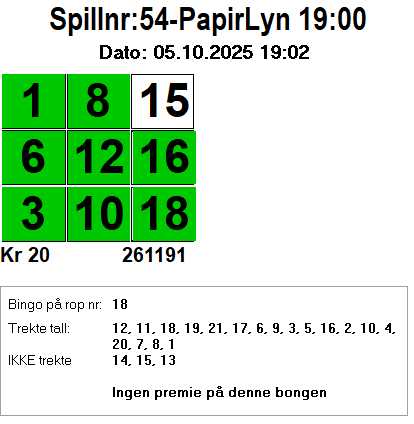 Spillnr:54-PapirLyn 19:00
Dato: 05.10.2025 19:02
1 8 15
6 12 16
3 10 18
Kr 20 261191
Bingo på rop nr: 18
Trekte tall: 12, 11, 18, 19, 21, 17, 6, 9, 3, 5, 16, 2, 10, 4,
20, 7, 8, 1
IKKE trekte 14, 15, 13
Ingen premie på denne bongen